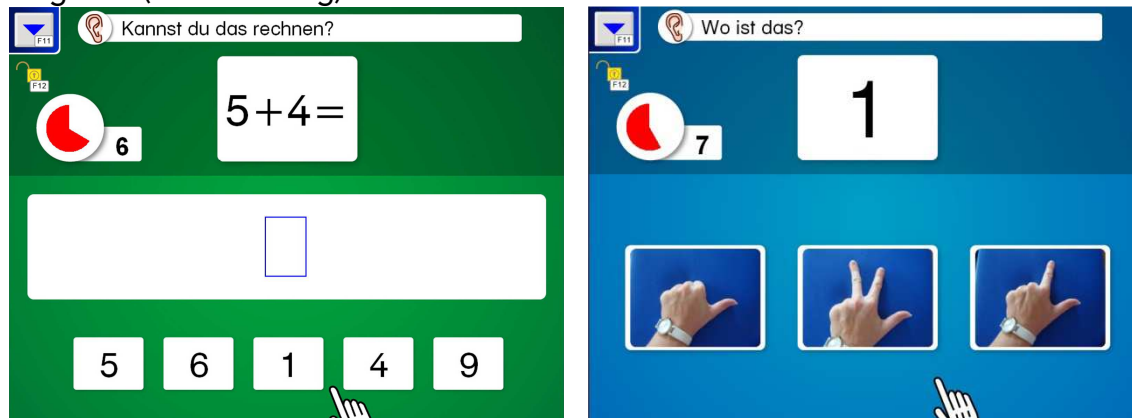 Kannst du das rechnen?
F11
F12
5+4=
6
5 6 1 4 9
Wo ist das?
F11
F12
1
7